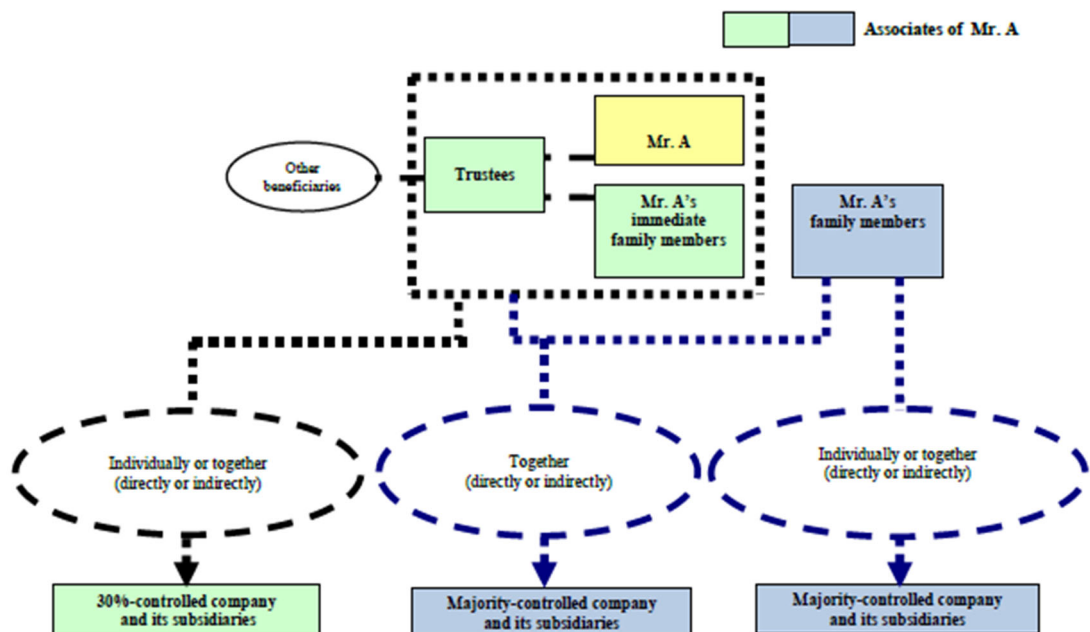 Associates of Mr. A
Other
beneficiaries
Trustees
Mr. A
Mr. A's
immediate
family members
Mr. A's
family members
Individually or together
(directly or indirectly)
Together
(directly or indirectly)
Individually or together
(directly or indirectly)
30%-controlled company
and its subsidiaries
Majority-controlled company
and its subsidiaries
Majority-controlled company
and its subsidiaries